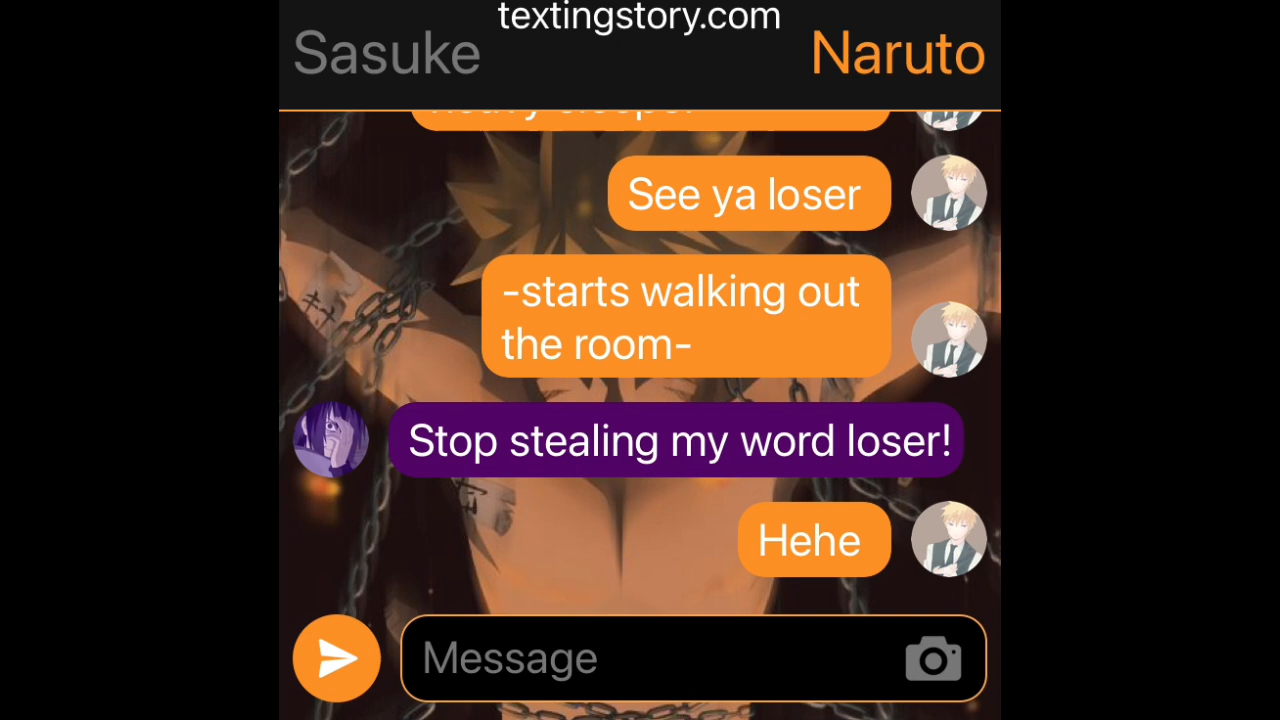 textingstory.com
Sasuke
Naruto
See ya loser
-starts walking out
the room-
Stop stealing my word loser!
Hehe
Message